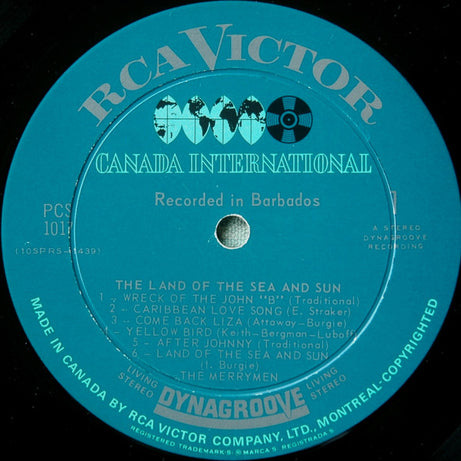 RCA VICTOR
CANADA INTERNATIONAL
Recorded in Barbados
PCS
1017
A STEREO
DYNAGROOVE
RECORDING
THE LAND OF THE SEA AND SUN
1 - WRECK OF THE JOHN "B" (Traditional)
2 - CARIBBEAN LOVE SONG (E. Straker)
3 - COME BACK LIZA (Attaway-Burgie)
4 - YELLOW BIRD (Keith-Bergman-Luboff)
5 - AFTER JOHNNY (Traditional)
6 - LAND OF THE SEA AND SUN
(I. Burgie)
THE MERRYMEN
LIVING STEREO
DYNAGROOVE
LIVING STEREO
MADE IN CANADA BY RCA VICTOR COMPANY, LTD., MONTREAL-COPYRIGHTED
REGISTERED TRADEMARKS ® MARCAS REGISTRADAS